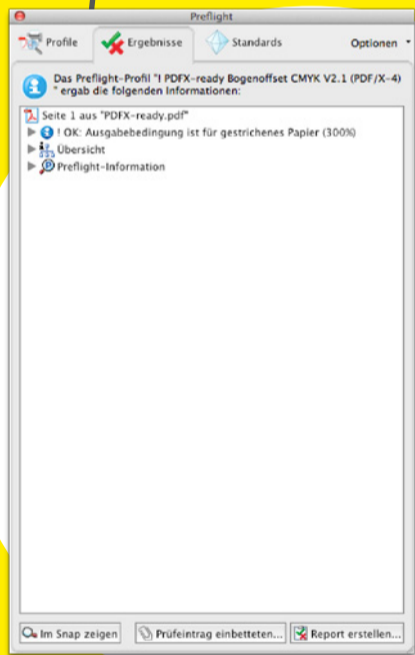 Preflight
Profile Ergebnisse Standards Optionen
Das Preflight-Profil "! PDFX-ready Bogenoffset CMYK V2.1 (PDF/X-4)
" ergab die folgenden Informationen:
Seite 1 aus "PDFX-ready.pdf"
! OK: Ausgabebedingung ist für gestrichenes Papier (300%)
Übersicht
Preflight-Information
Im Snap zeigen Prüfeintrag einbetteten... Report erstellen...